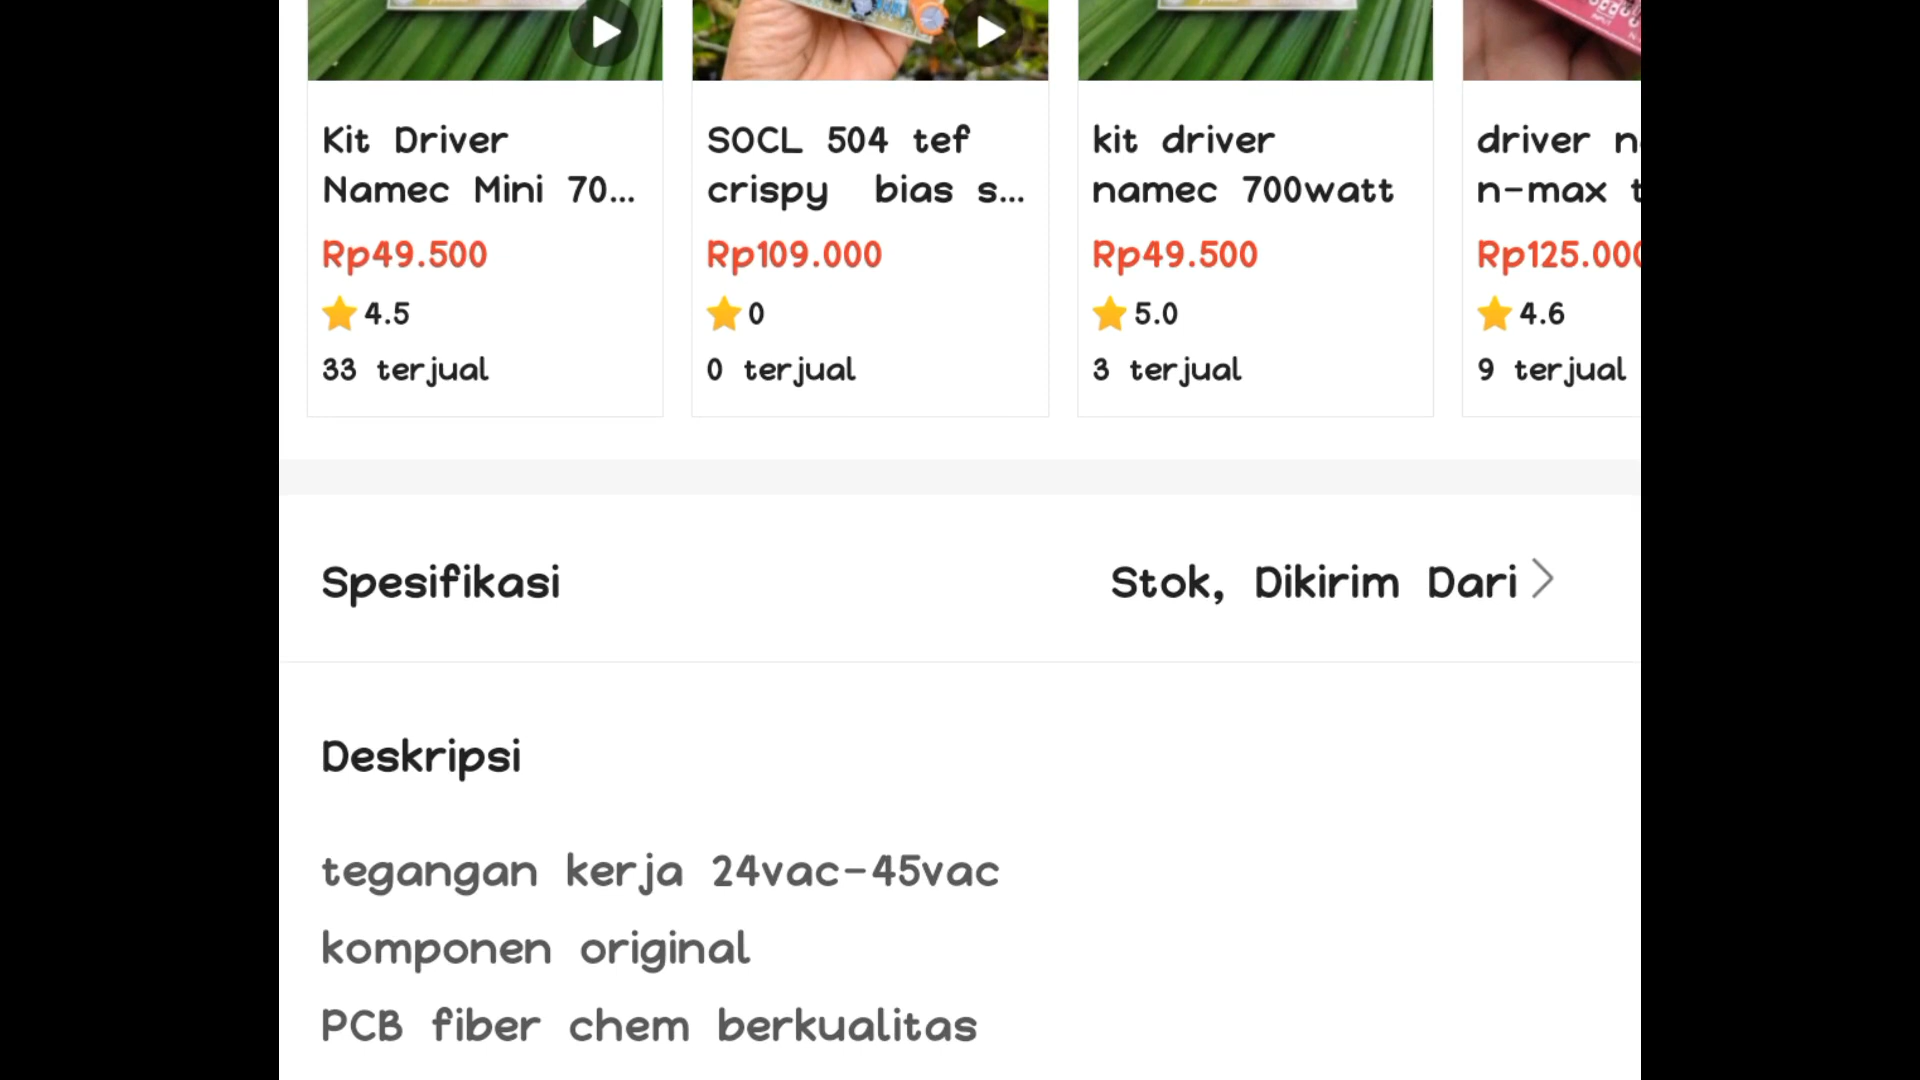 Kit Driver
Namec Mini 70...
Rp49.500
4.5
33 terjual
SOCL 504 tef
crispy bias s...
Rp109.000
0
0 terjual
kit driver
namec 700watt
Rp49.500
5.0
3 terjual
driver n
n-max t
Rp125.000
4.6
9 terjual
Spesifikasi
Stok, Dikirim Dari
Deskripsi
tegangan kerja 24vac-45vac
komponen original
PCB fiber chem berkualitas